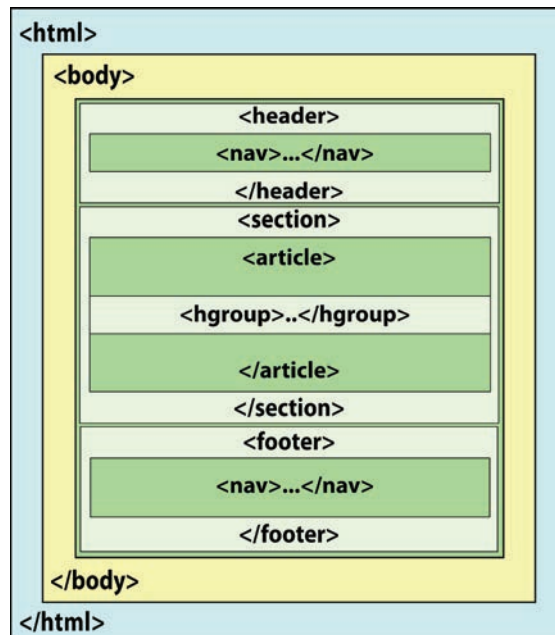 <html>
<body>
<header>
<nav>...</nav>
</header>
<section>
<article>
<hgroup>..</hgroup>
</article>
</section>
<footer>
<nav>...</nav>
</footer>
</body>
</html>